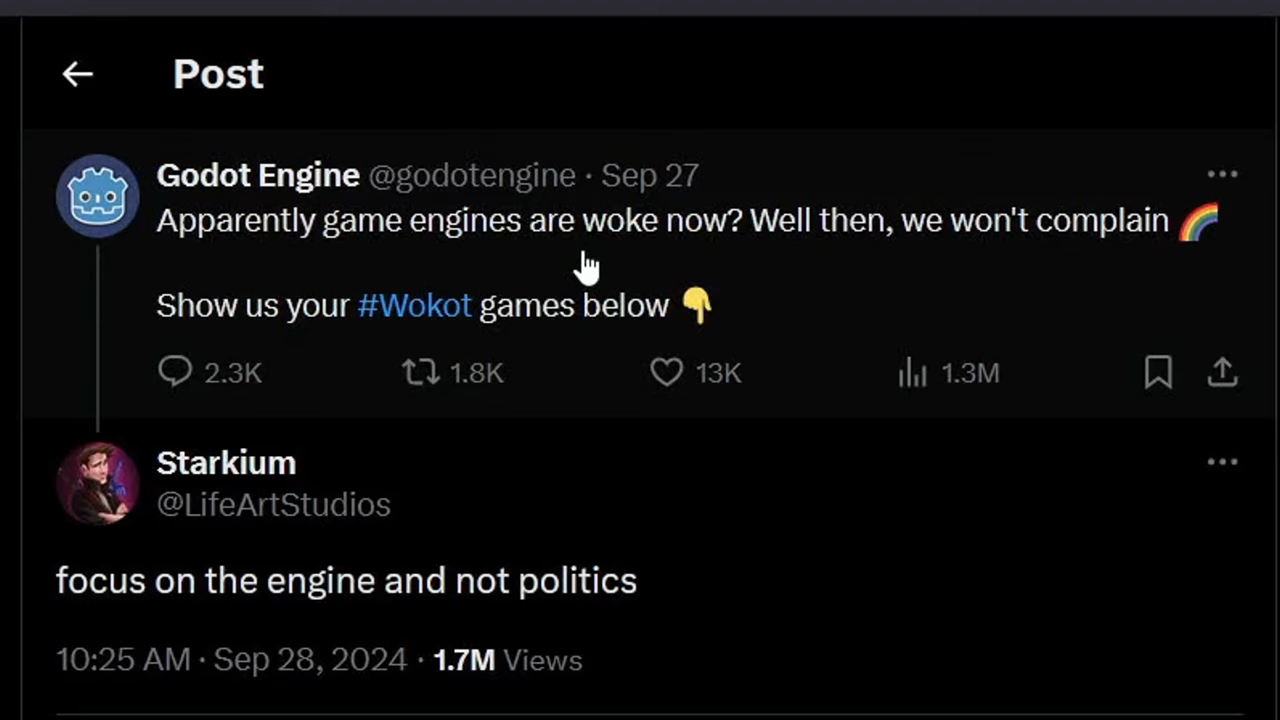 Post
Godot Engine @godotengine · Sep 27
Apparently game engines are woke now? Well then, we won't complain 🌈
Show us your #Wokot games below 👇
2.3K 1.8K 13K 1.3M
Starkium
@LifeArtStudios
focus on the engine and not politics
10:25 AM · Sep 28, 2024 · 1.7M Views